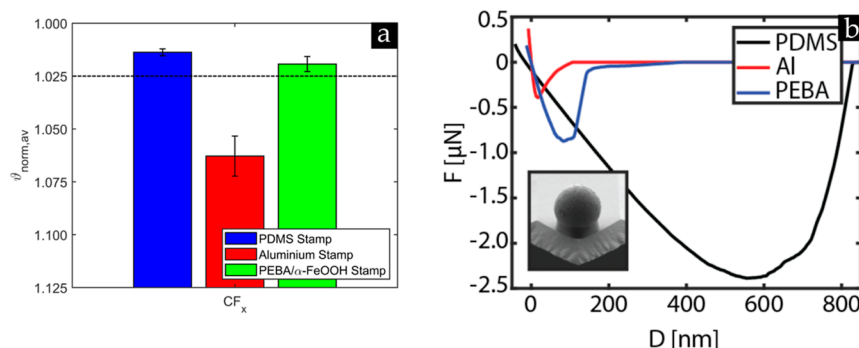 a
1.000
1.025
1.050
1.075
1.100
1.125
ϑnorm,av
PDMS Stamp
Aluminium Stamp
PEBA/α-FeOOH Stamp
CFx
b
0.5
0
-0.5
-1.0
-1.5
-2.0
-2.5
F [µN]
PDMS
Al
PEBA
0 200 400 600 800
D [nm]